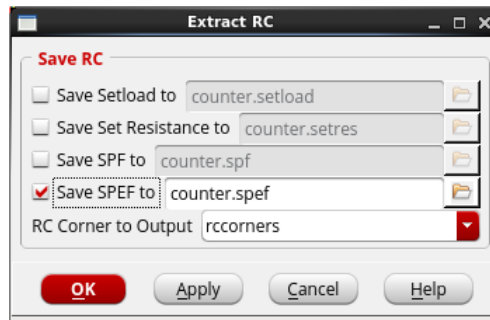 Extract RC
Save RC
Save Setload to counter.setload
Save Set Resistance to counter.setres
Save SPF to counter.spf
Save SPEF to counter.spef
RC Corner to Output rccorners
OK Apply Cancel Help